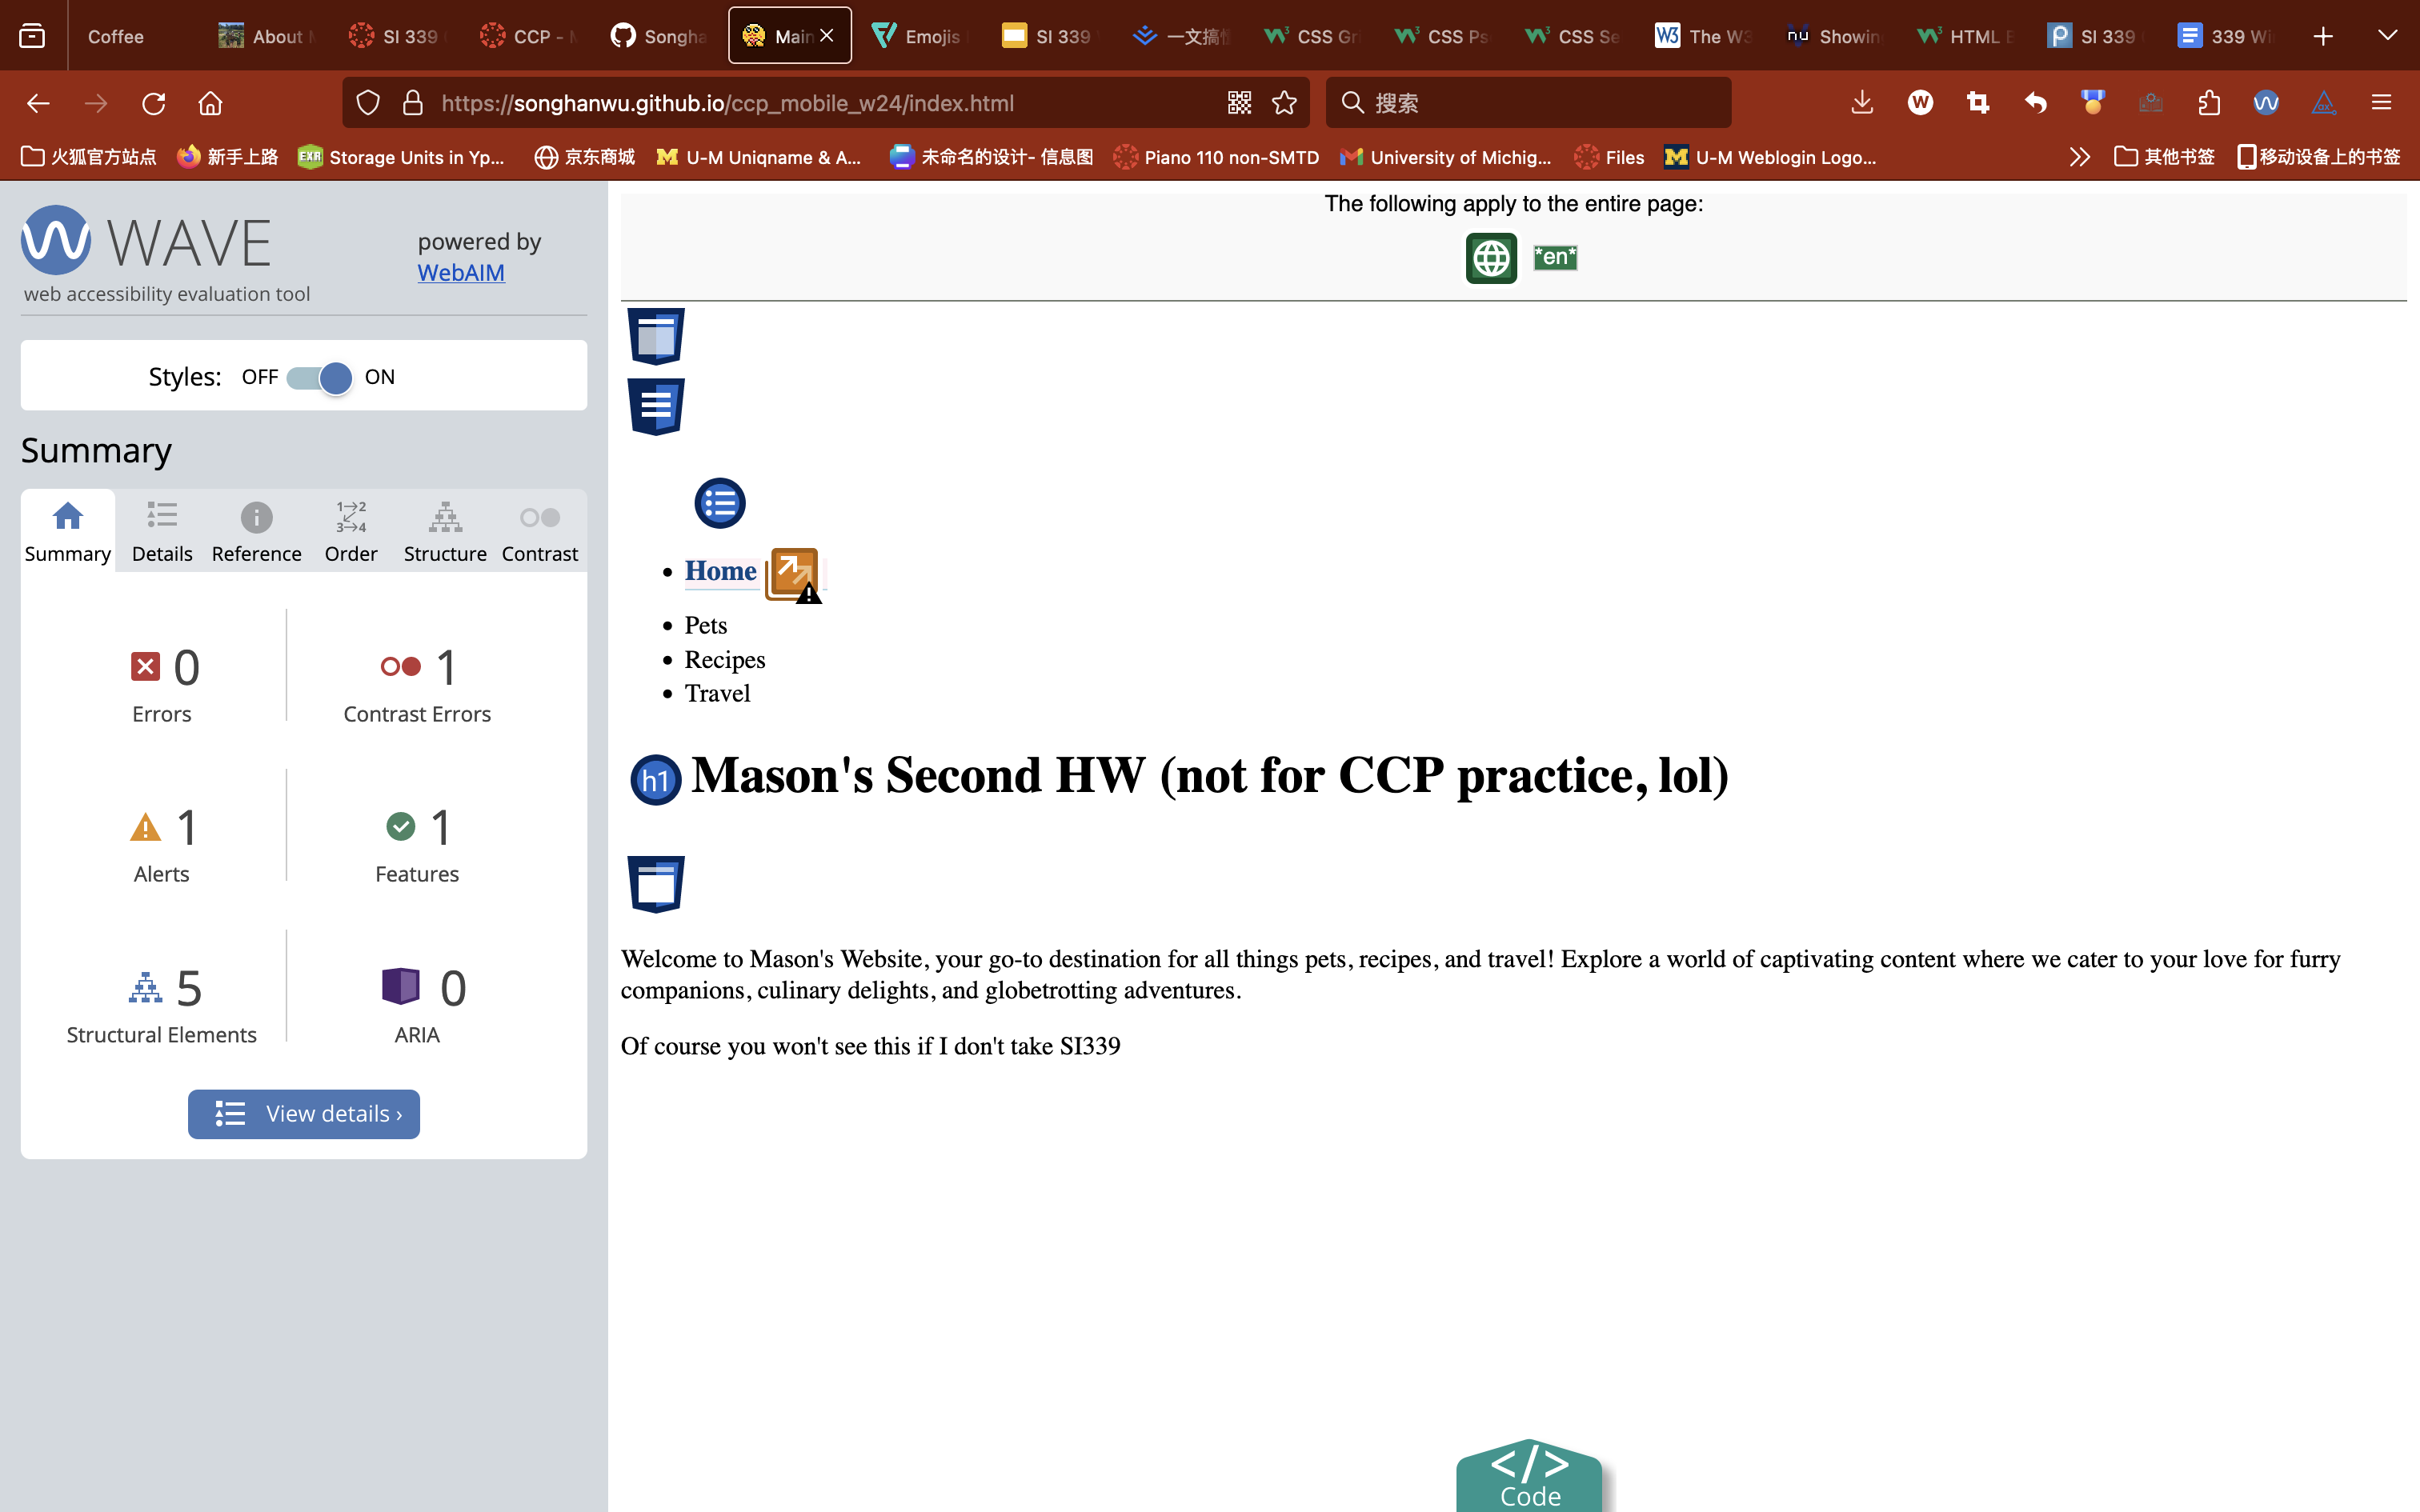 Coffee
About M
SI 339
CCP - M
Songha
Main
Emojis
SI 339
一文搞懂
CSS Gr
CSS Ps
CSS Se
The W3
Showin
HTML E
SI 339
339 Wi
https://songhanwu.github.io/ccp_mobile_w24/index.html
搜索
火狐官方站点
新手上路
Storage Units in Yp...
京东商城
U-M Uniqname & A...
未命名的设计- 信息图
Piano 110 non-SMTD
University of Michig...
Files
U-M Weblogin Logo...
其他书签
移动设备上的书签
WAVE
powered by
WebAIM
web accessibility evaluation tool
Styles: OFF ON
Summary
Summary Details Reference Order Structure Contrast
0
Errors
1
Contrast Errors
1
Alerts
1
Features
5
Structural Elements
0
ARIA
View details ›
The following apply to the entire page:
*en*
Home
Pets
Recipes
Travel
h1 Mason's Second HW (not for CCP practice, lol)
Welcome to Mason's Website, your go-to destination for all things pets, recipes, and travel! Explore a world of captivating content where we cater to your love for furry
companions, culinary delights, and globetrotting adventures.
Of course you won't see this if I don't take SI339
</>
Code